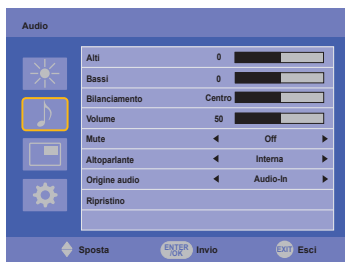 Audio
Alti 0
Bassi 0
Bilanciamento Centro
Volume 50
Mute Off
Altoparlante Interna
Origine audio Audio-In
Ripristino
Sposta ENTER /OK Invio EXIT Esci